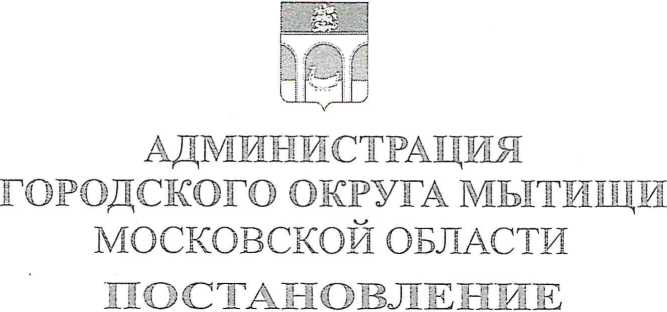 АДМИНИСТРАЦИЯ
ГОРОДСКОГО ОКРУГА МЫТИЩИ
МОСКОВСКОЙ ОБЛАСТИ
ПОСТАНОВЛЕНИЕ